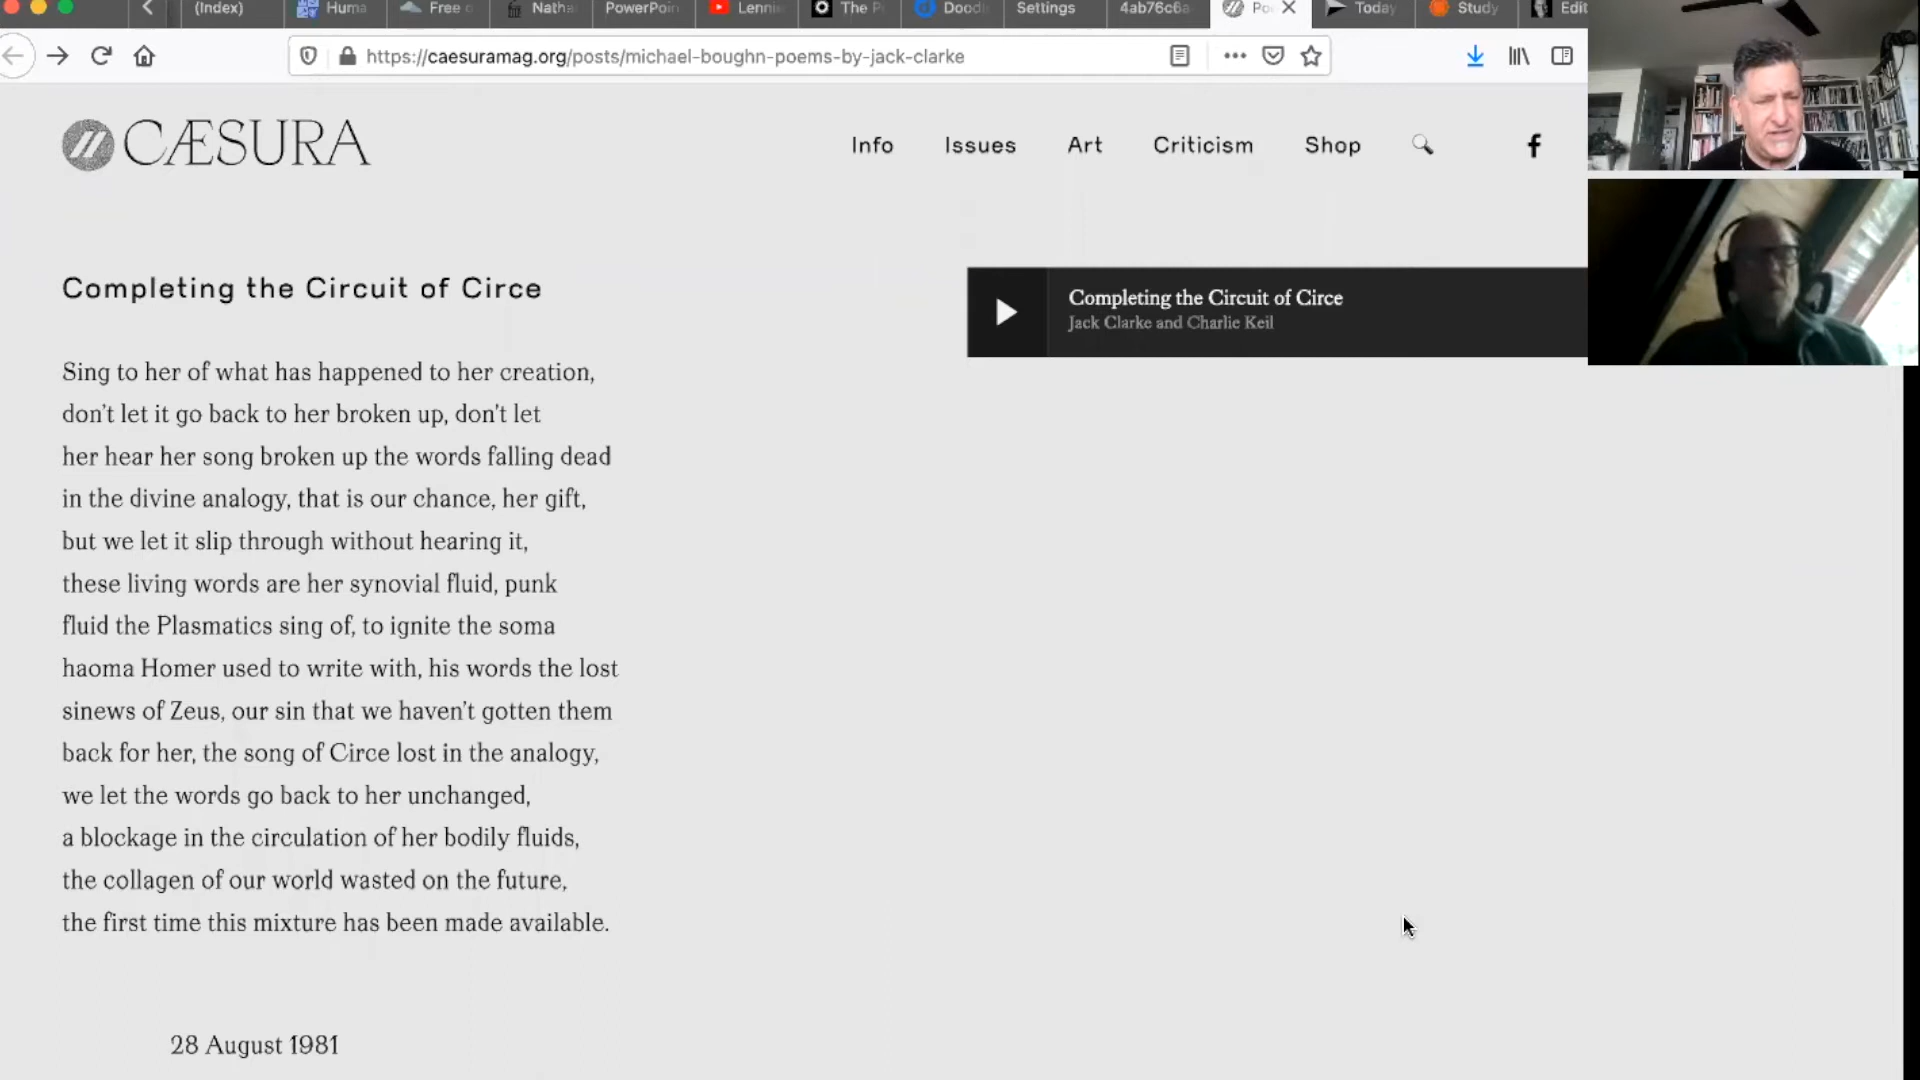 (Index)
Huma
Free
Natha
PowerPoin
Lenni
The P
Doodl
Settings
4ab76c6a
Po
Today
Study
Edit
https://caesuramag.org/posts/michael-boughn-poems-by-jack-clarke
CÆSURA
Info
Issues
Art
Criticism
Shop
Completing the Circuit of Circe
Sing to her of what has happened to her creation,
don't let it go back to her broken up, don't let
her hear her song broken up the words falling dead
in the divine analogy, that is our chance, her gift,
but we let it slip through without hearing it,
these living words are her synovial fluid, punk
fluid the Plasmatics sing of, to ignite the soma
haoma Homer used to write with, his words the lost
sinews of Zeus, our sin that we haven't gotten them
back for her, the song of Circe lost in the analogy,
we let the words go back to her unchanged,
a blockage in the circulation of her bodily fluids,
the collagen of our world wasted on the future,
the first time this mixture has been made available.
28 August 1981
Completing the Circuit of Circe
Jack Clarke and Charlie Keil